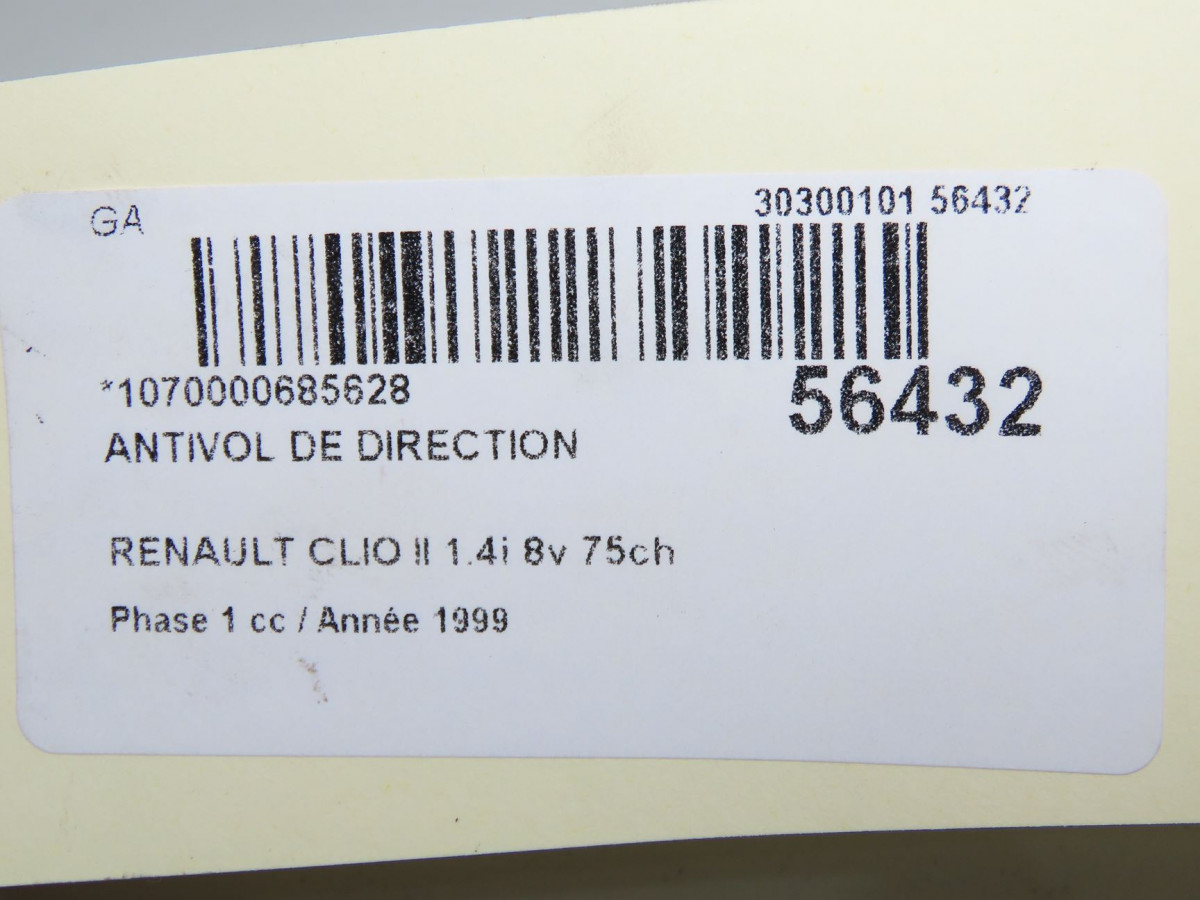 GA
30300101 56432
*1070000685628
56432
ANTIVOL DE DIRECTION
RENAULT CLIO II 1.4i 8v 75ch
Phase 1 cc / Année 1999